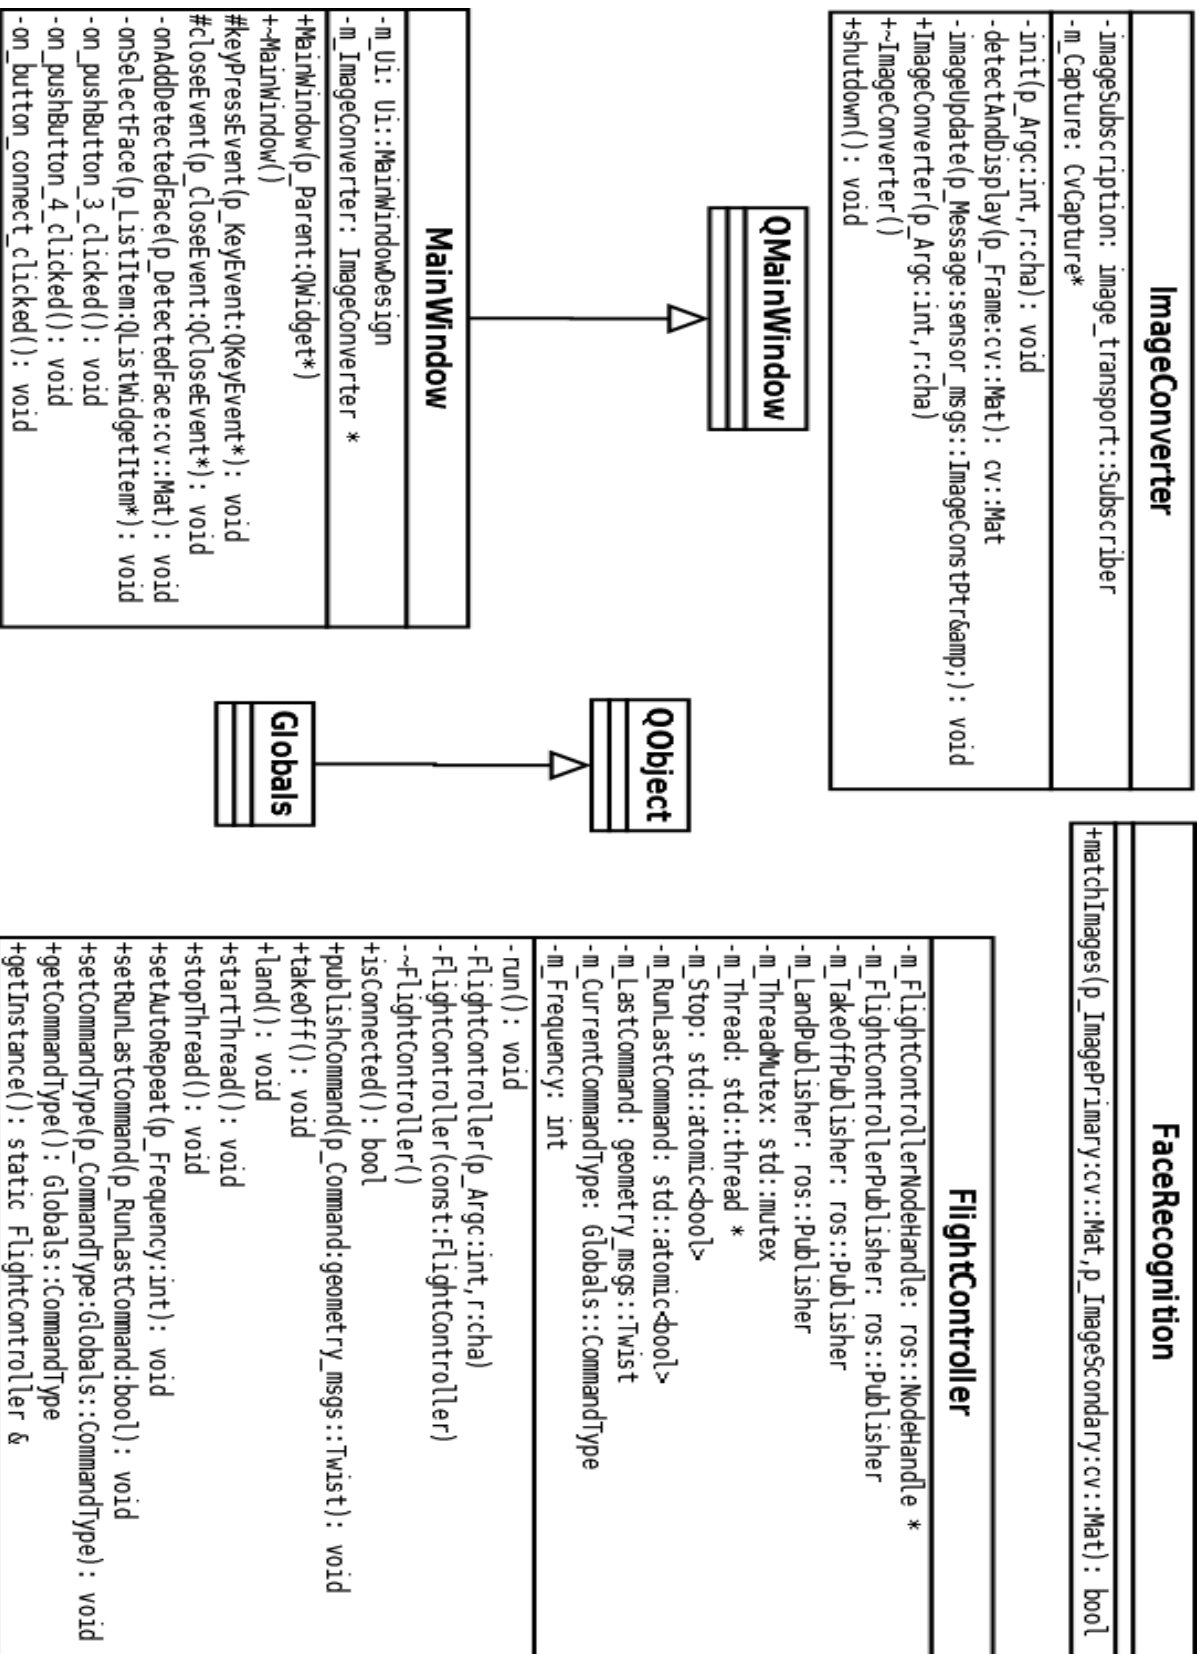 ImageConverter
-imageSubscription: image_transport::Subscriber
-m_Capture: CvCapture*
-init(p_Argc:int,r:cha): void
-detectAndDisplay(p_Frame:cv::Mat): cv::Mat
-imageUpdate(p_Message:sensor_msgs::ImageConstPtr&amp;): void
+ImageConverter(p_Argc:int,r:cha)
+~ImageConverter()
+shutdown(): void
FaceRecognition
+matchImages(p_ImagePrimary:cv::Mat,p_ImageScondary:cv::Mat): bool
QMainWindow
MainWindow
-m_Ui: Ui::MainWindowDesign
-m_ImageConverter: ImageConverter *
+MainWindow(p_Parent:QWidget*)
+~MainWindow()
#keyPressEvent(p_KeyEvent:QKeyEvent*): void
#closeEvent(p_CloseEvent:QCloseEvent*): void
-onAddDetectedFace(p_DetectedFace:cv::Mat): void
-onSelectFace(p_ListItem:QListWidgetItem*): void
-on_pushButton_3_clicked(): void
-on_pushButton_4_clicked(): void
-on_button_connect_clicked(): void
QObject
Globals
FlightController
-m_FlightControllerNodeHandle: ros::NodeHandle *
-m_FlightControllerPublisher: ros::Publisher
-m_TakeOffPublisher: ros::Publisher
-m_LandPublisher: ros::Publisher
-m_ThreadMutex: std::mutex
-m_Thread: std::thread *
-m_Stop: std::atomic<bool>
-m_RunLastCommand: std::atomic<bool>
-m_LastCommand: geometry_msgs::Twist
-m_CurrentCommandType: Globals::CommandType
-m_Frequency: int
-run(): void
-FlightController(p_Argc:int,r:cha)
-FlightController(const:FlightController)
-~FlightController()
+isConnected(): bool
+publishCommand(p_Command:geometry_msgs::Twist): void
+takeOff(): void
+land(): void
+startThread(): void
+stopThread(): void
+setAutoRepeat(p_Frequency:int): void
+setRunLastCommand(p_RunLastCommand:bool): void
+setCommandType(p_CommandType:Globals::CommandType): void
+getCommandType(): Globals::CommandType
+getInstance(): static FlightController &